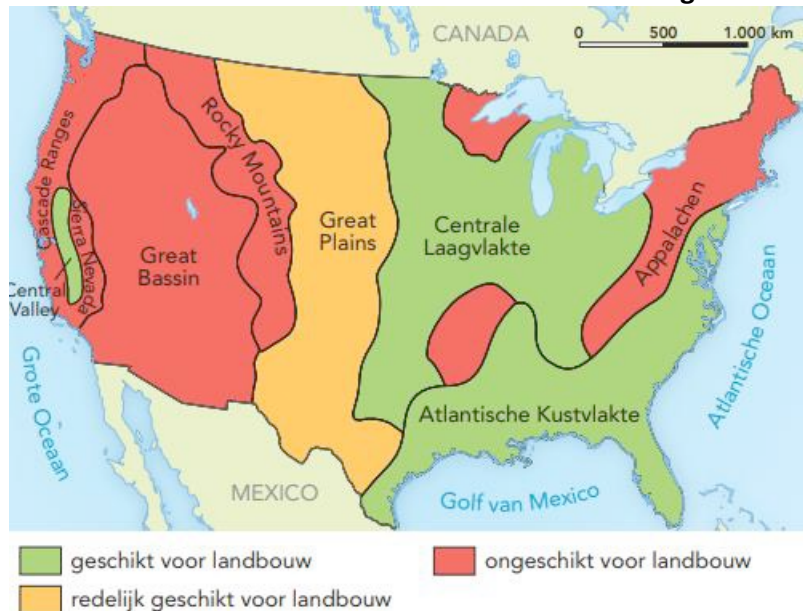 CANADA
0 500 1.000 km
Cascade Ranges
Rocky Mountains
Great
Plains
Centrale
Laagvlakte
Appalachen
Sierra Nevada
Great
Bassin
Central
Valley
Grote Oceaan
Atlantische Oceaan
Atlantische Kustvlakte
MEXICO
Golf van Mexico
geschikt voor landbouw
ongeschikt voor landbouw
redelijk geschikt voor landbouw